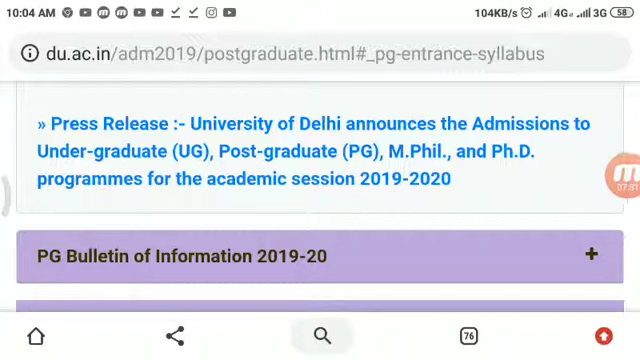 10:04 AM 104KB/s 4G 3G 58
du.ac.in/adm2019/postgraduate.html#_pg-entrance-syllabus
» Press Release :- University of Delhi announces the Admissions to
Under-graduate (UG), Post-graduate (PG), M.Phil., and Ph.D.
programmes for the academic session 2019-2020
07:31
PG Bulletin of Information 2019-20 +
76